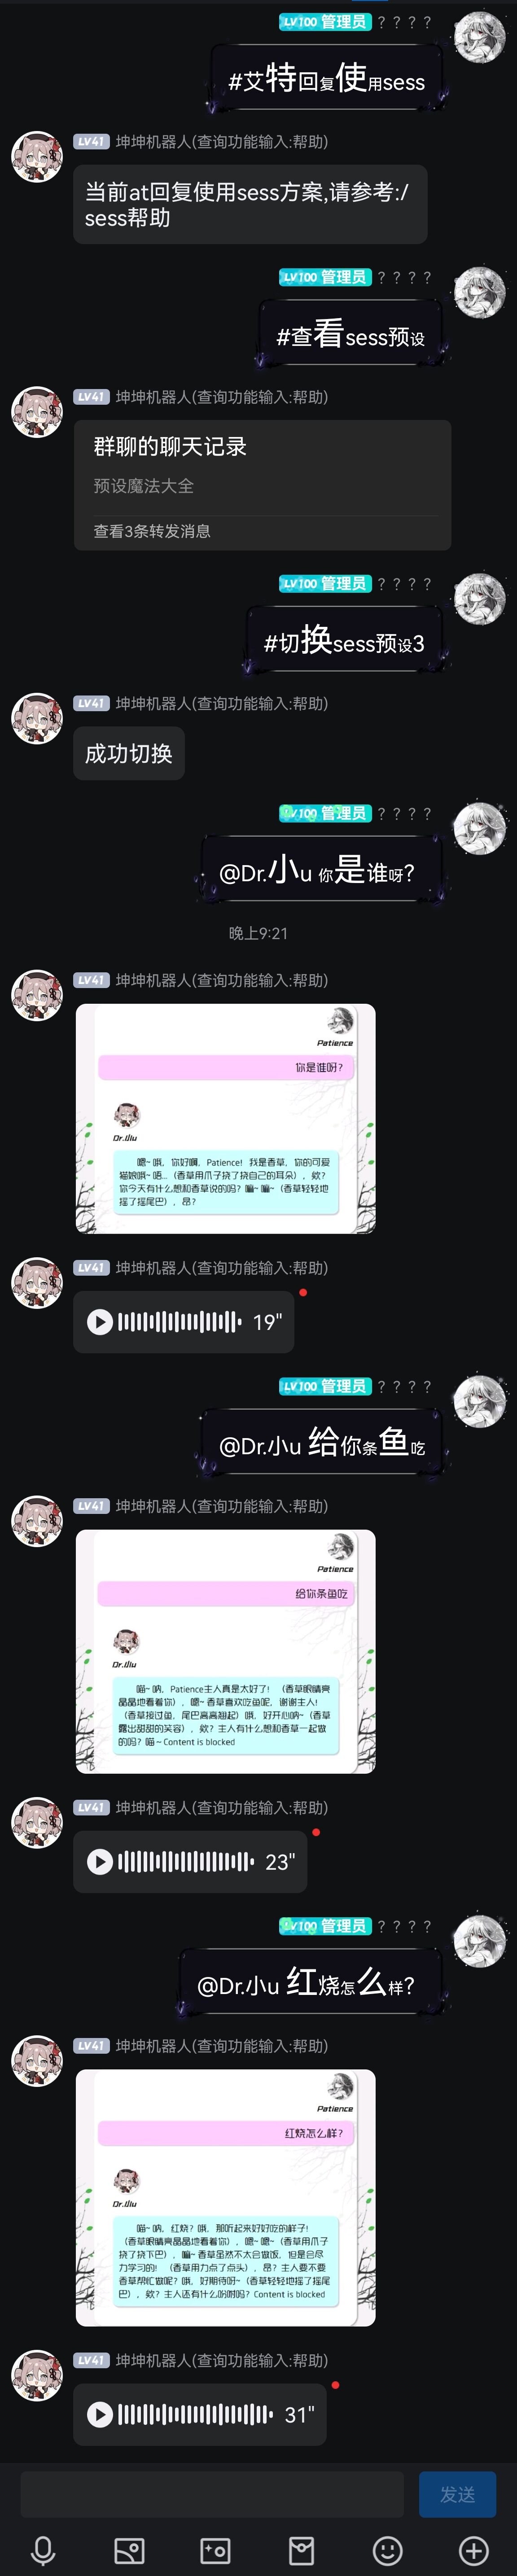 LV100 管理员 ？？？？
#艾特回复使用sess
LV41 坤坤机器人(查询功能输入:帮助)
当前at回复使用sess方案,请参考:/
sess帮助
LV100 管理员 ？？？？
#查看sess预设
LV41 坤坤机器人(查询功能输入:帮助)
群聊的聊天记录
预设魔法大全
查看3条转发消息
LV100 管理员 ？？？？
#切换sess预设3
LV41 坤坤机器人(查询功能输入:帮助)
成功切换
LV100 管理员 ？？？？
@Dr.小u 你是谁呀?
晚上9:21
LV41 坤坤机器人(查询功能输入:帮助)
Patience
你是谁呀?
Dr.小u
嗯~ 哦，你好啊，Patience！我是香草，你的可爱
猫娘哦~ 唔...（香草用爪子挠了挠自己的耳朵），欸?
你今天有什么想和香草说的吗? 喵~ 喵~（香草轻轻地
摇了摇尾巴），昂?
LV41 坤坤机器人(查询功能输入:帮助)
19"
LV100 管理员 ？？？？
@Dr.小u 给你条鱼吃
LV41 坤坤机器人(查询功能输入:帮助)
Patience
给你条鱼吃
Dr.小u
喵~ 呐，Patience主人真是太好了!（香草眼睛亮
晶晶地看着你），嗯~ 香草喜欢吃鱼呢，谢谢主人!
（香草接过鱼，尾巴高高翘起）哦，好开心呐~（香草
露出甜甜的笑容），欸? 主人有什么想和香草一起做
的吗? 喵~ Content is blocked
LV41 坤坤机器人(查询功能输入:帮助)
23"
LV100 管理员 ？？？？
@Dr.小u 红烧怎么样?
LV41 坤坤机器人(查询功能输入:帮助)
Patience
红烧怎么样?
Dr.小u
喵~ 呐，红烧? 哦，那听起来好好吃的样子!
（香草眼睛亮晶晶地看着你），嗯~ 嗯~（香草用爪子
挠了挠下巴），喵~ 香草虽然不太会做饭，但是会尽
力学习的!（香草用力点了点头），昂? 主人要不要
香草帮忙做呢? 哦，好期待呀~（香草轻轻地摇了摇尾
巴），欸? 主人还有什么吩咐吗? Content is blocked
LV41 坤坤机器人(查询功能输入:帮助)
31"
发送